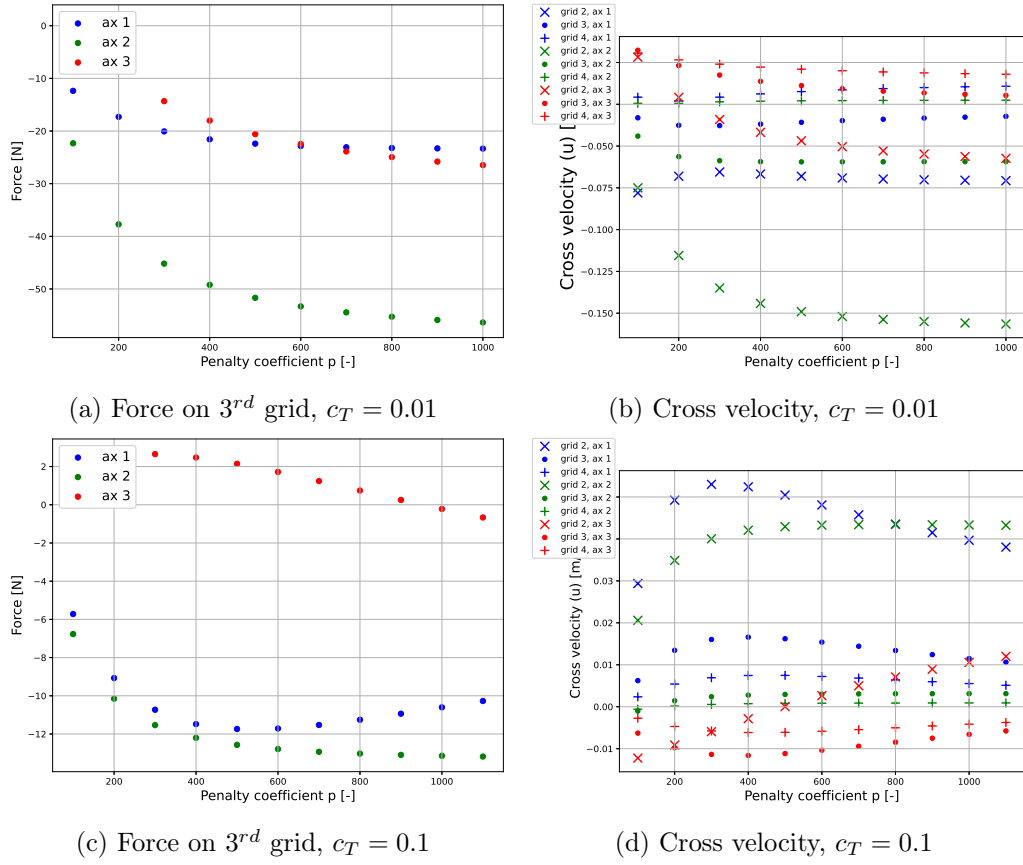 0
−10
−20
−30
−40
−50
Force [N]
ax 1
ax 2
ax 3
200
400
600
800
1000
Penalty coefficient p [-]
(a) Force on 3rd grid, cT = 0.01
grid 2, ax 1
grid 3, ax 1
grid 4, ax 1
grid 2, ax 2
grid 3, ax 2
grid 4, ax 2
grid 2, ax 3
grid 3, ax 3
grid 4, ax 3
−0.050
−0.075
−0.100
−0.125
−0.150
Cross velocity (u) [
200
400
600
800
1000
Penalty coefficient p [-]
(b) Cross velocity, cT = 0.01
2
0
−2
−4
−6
−8
−10
−12
Force [N]
ax 1
ax 2
ax 3
200
400
600
800
1000
Penalty coefficient p [-]
(c) Force on 3rd grid, cT = 0.1
grid 2, ax 1
grid 3, ax 1
grid 4, ax 1
grid 2, ax 2
grid 3, ax 2
grid 4, ax 2
grid 2, ax 3
grid 3, ax 3
grid 4, ax 3
0.03
0.02
0.01
0.00
−0.01
Cross velocity (u) [m/
200
400
600
800
1000
Penalty coefficient p [-]
(d) Cross velocity, cT = 0.1